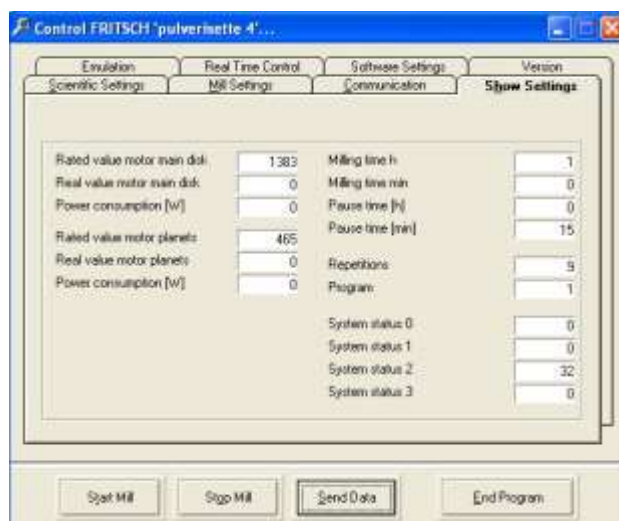 Control FRITSCH 'pulverisette 4'...
Emulation Real Time Control Software Settings Version
Scientific Settings Mill Settings Communication Show Settings
Rated value motor main disk 1383
Real value motor main disk 0
Power consumption [W] 0
Rated value motor planets 465
Real value motor planets 0
Power consumption [W] 0
Milling time h 1
Milling time min 0
Pause time [h] 0
Pause time [min] 15
Repetitions 9
Program 1
System status 0 0
System status 1 0
System status 2 32
System status 3 0
Start Mill Stop Mill Send Data End Program